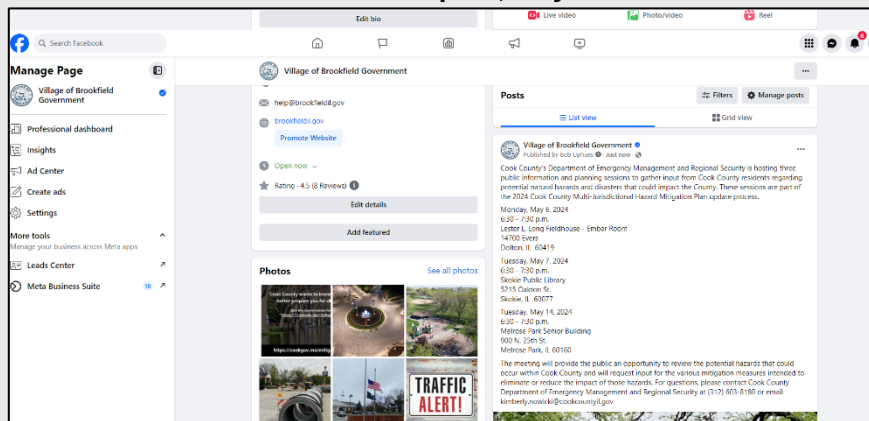 Edit bio
Live video
Photo/video
Reel
Search Facebook
6
Manage Page
Village of Brookfield
Government
Professional dashboard
Insights
Ad Center
Create ads
Settings
More tools
Manage your business across Meta apps
Leads Center
Meta Business Suite
18
Village of Brookfield Government
help@brookfieldil.gov
brookfieldil.gov
Promote Website
Open now
Rating · 4.5 (8 Reviews)
Edit details
Add featured
Photos
See all photos
Cook County wants to know
https://cookgov.me/mitig
TRAFFIC
ALERT!
Posts
Filters
Manage posts
List view
Grid view
Village of Brookfield Government
Published by Bob Uphues · Just now ·
Cook County's Department of Emergency Management and Regional Security is hosting three
public information and planning sessions to gather input from Cook County residents regarding
potential natural hazards and disasters that could impact the County. These sessions are part of
the 2024 Cook County Multi-Jurisdictional Hazard Mitigation Plan update process.
Monday, May 6, 2024
6:30 - 7:30 p.m.
Lester L. Long Fieldhouse - Ember Room
14700 Evers
Dolton, IL 60419
Tuesday, May 7, 2024
6:30 - 7:30 p.m.
Skokie Public Library
5215 Oakton St.
Skokie, IL 60077
Tuesday, May 14, 2024
6:30 - 7:30 p.m.
Melrose Park Senior Building
900 N. 25th St.
Melrose Park, IL 60160
The meeting will provide the public an opportunity to review the potential hazards that could
occur within Cook County and will request input for the various mitigation measures intended to
eliminate or reduce the impact of those hazards. For questions, please contact Cook County
Department of Emergency Management and Regional Security at (312) 603-8180 or email
kimberly.nowicki@cookcountyil.gov